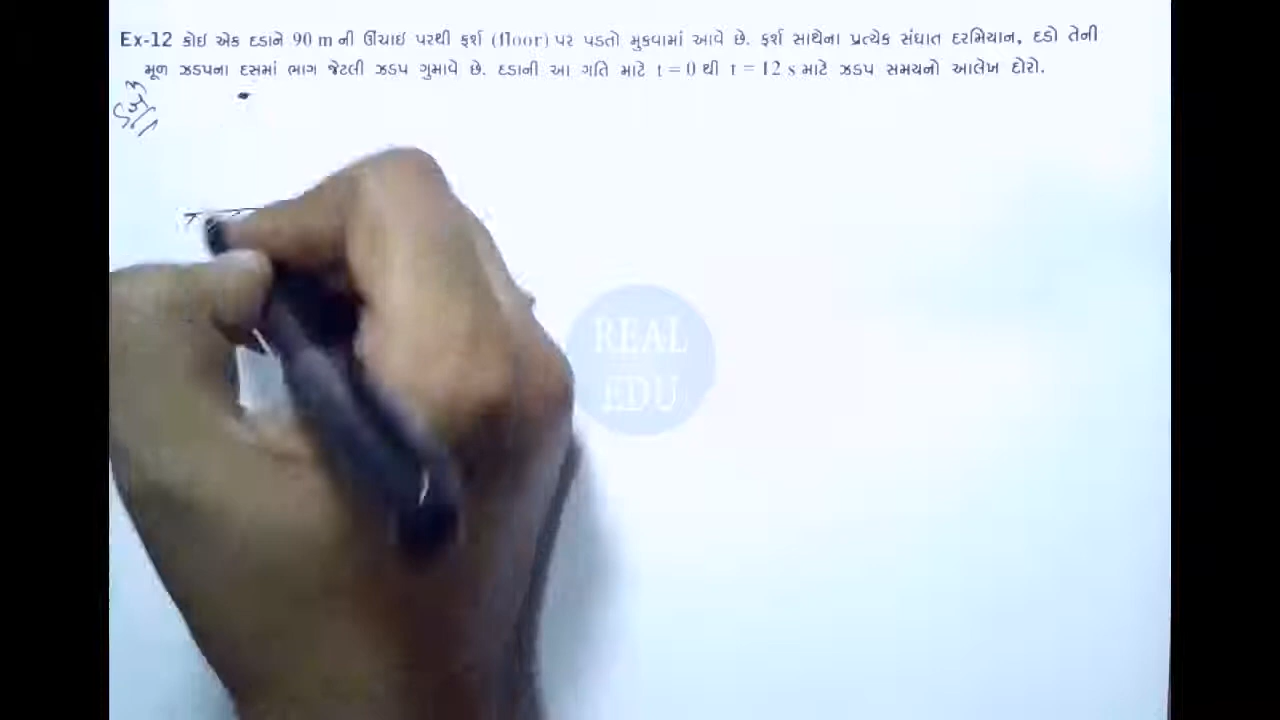 Ex-12 કોઇ એક દડાને 90 m ની ઊંચાઇ પરથી ફર્શ (floor) પર પડતો મુકવામાં આવે છે. ફર્શ સાથેના પ્રત્યેક સંઘાત દરમિયાન, દડો તેની
મૂળ ઝડપના દસમાં ભાગ જેટલી ઝડપ ગુમાવે છે. દડાની આ ગતિ માટે t = 0 થી t = 12 s માટે ઝડપ સમયનો આલેખ દોરો.
REAL
EDU